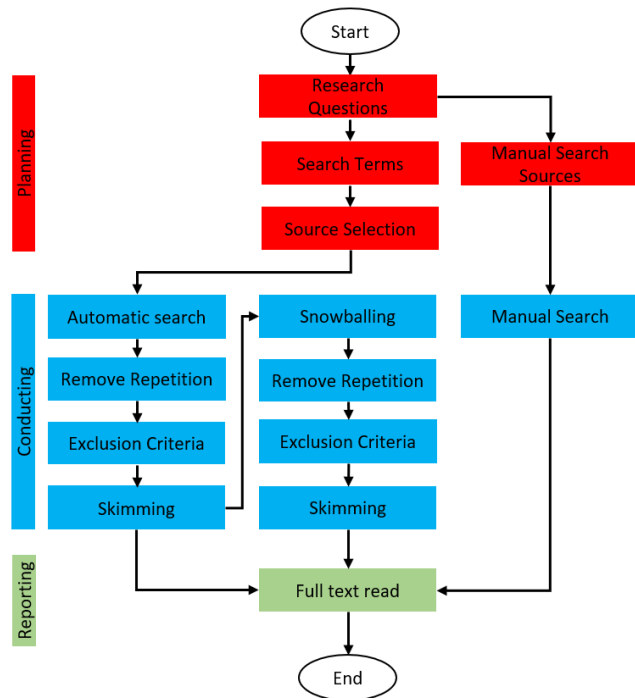 Start
Planning
Research
Questions
Search Terms
Manual Search
Sources
Source Selection
Conducting
Automatic search
Snowballing
Manual Search
Remove Repetition
Remove Repetition
Exclusion Criteria
Exclusion Criteria
Skimming
Skimming
Reporting
Full text read
End